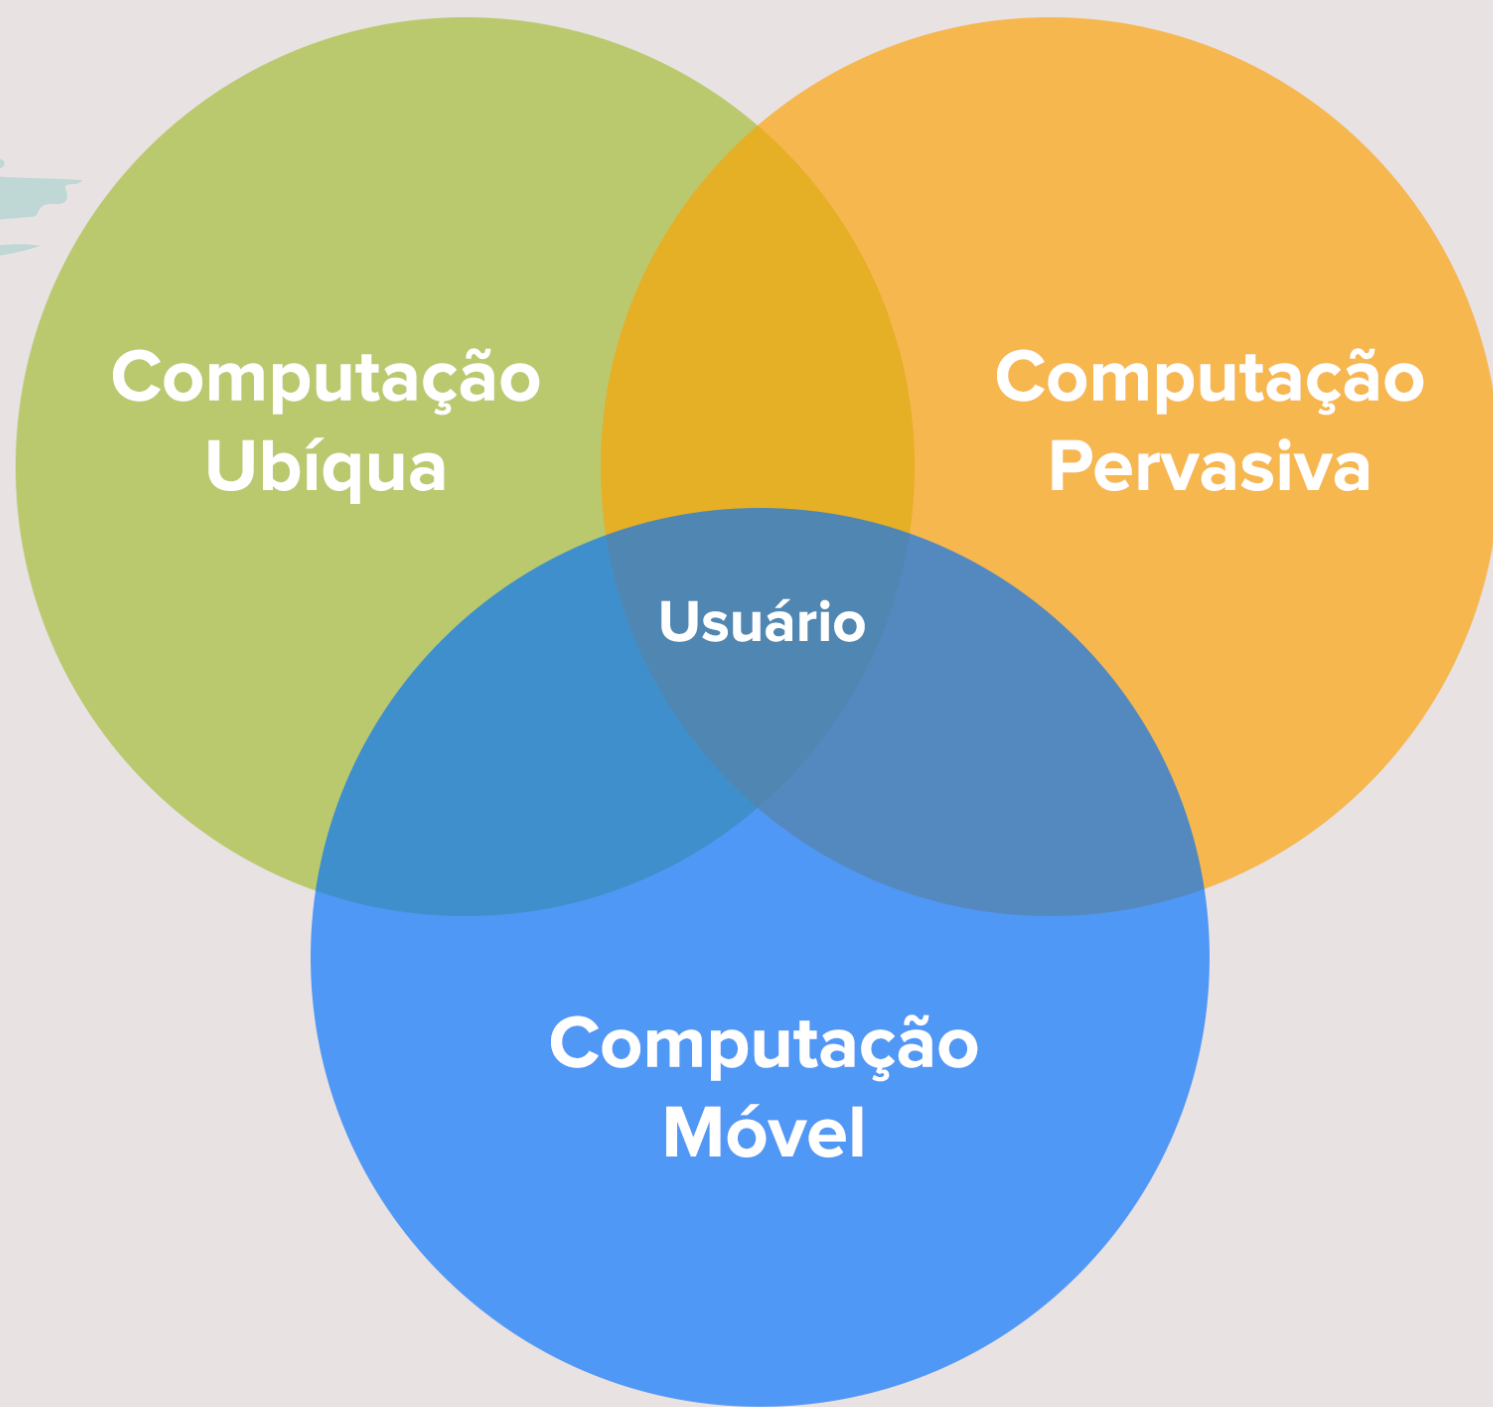 Computação
Ubíqua
Computação
Pervasiva
Usuário
Computação
Móvel